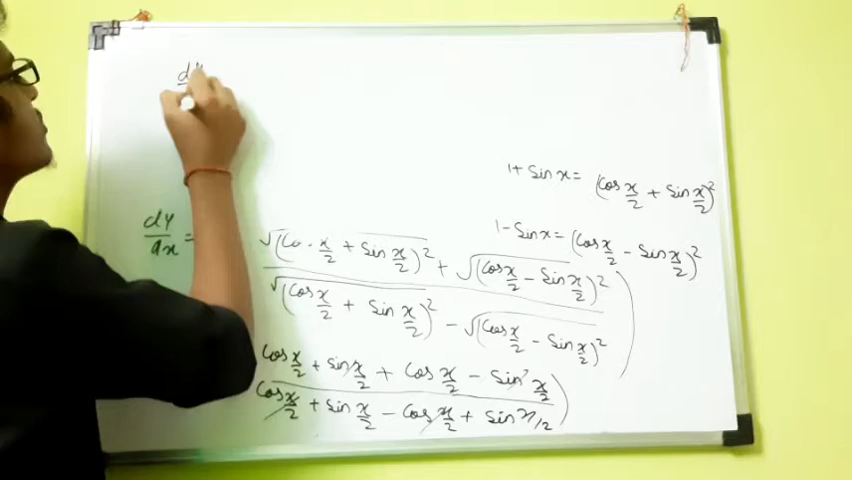 dy
1+ Sin x = (Cos x/2 + Sin x/2)²
1- Sin x = (Cos x/2 - Sin x/2)²
dy/dx =
√(Cos x/2 + Sin x/2)² + √(Cos x/2 - Sin x/2)²
√(Cos x/2 + Sin x/2)² - √(Cos x/2 - Sin x/2)² )
Cos x/2 + Sin x/2 + Cos x/2 - Sin x/2
Cos x/2 + Sin x/2 - Cos x/2 + Sin x/2 )